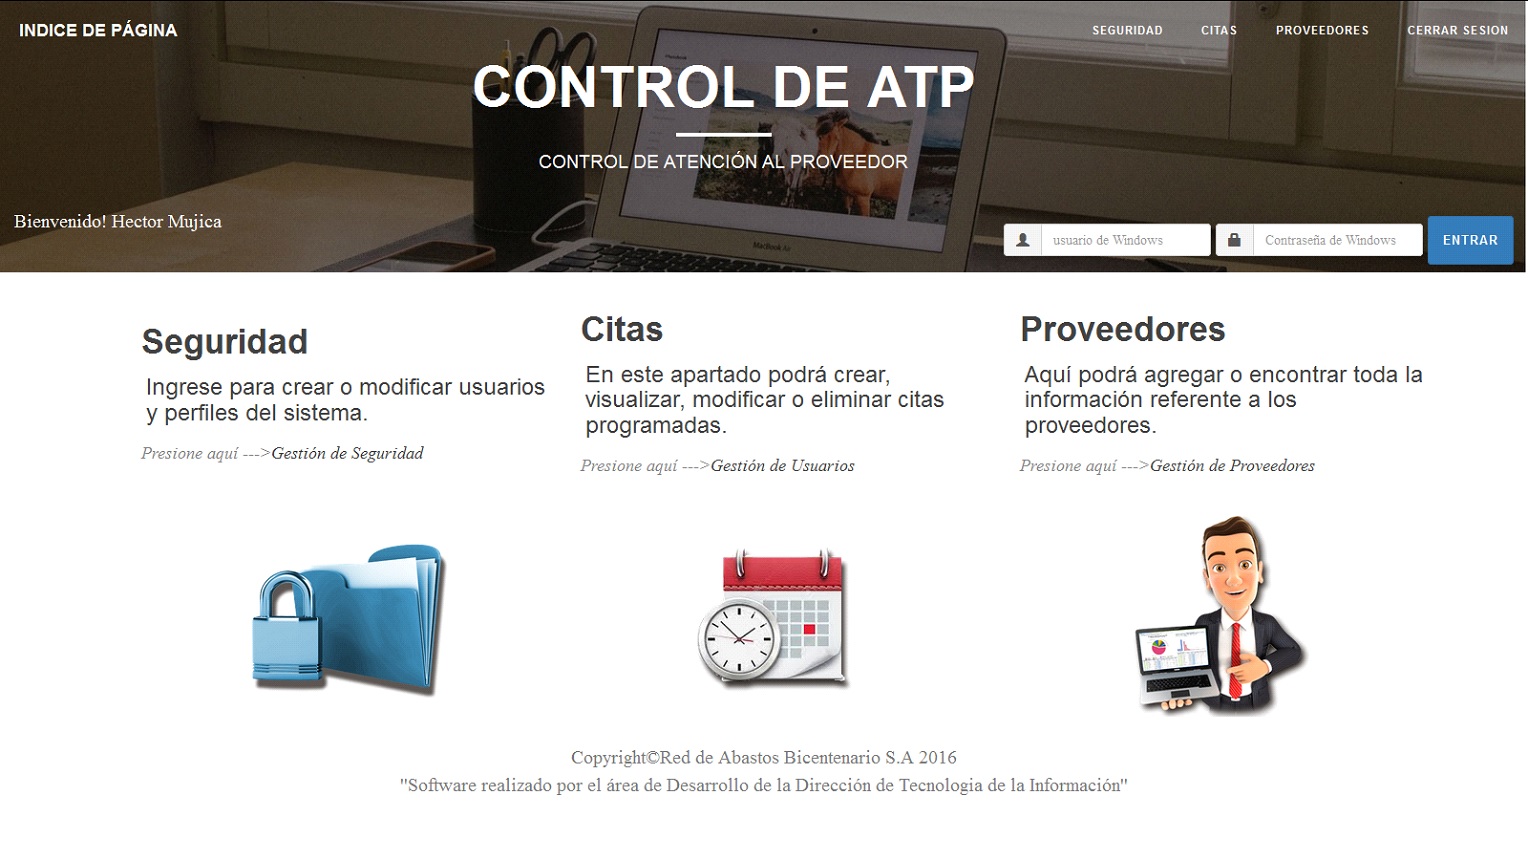 INDICE DE PÁGINA
SEGURIDAD CITAS PROVEEDORES CERRAR SESION
CONTROL DE ATP
CONTROL DE ATENCIÓN AL PROVEEDOR
Bienvenido! Hector Mujica
usuario de Windows Contraseña de Windows ENTRAR
MacBook Air
Seguridad
Ingrese para crear o modificar usuarios
y perfiles del sistema.
Presione aquí --->Gestión de Seguridad
Citas
En este apartado podrá crear,
visualizar, modificar o eliminar citas
programadas.
Presione aquí --->Gestión de Usuarios
Proveedores
Aquí podrá agregar o encontrar toda la
información referente a los
proveedores.
Presione aquí --->Gestión de Proveedores
Copyright©Red de Abastos Bicentenario S.A 2016
"Software realizado por el área de Desarrollo de la Dirección de Tecnologia de la Información"